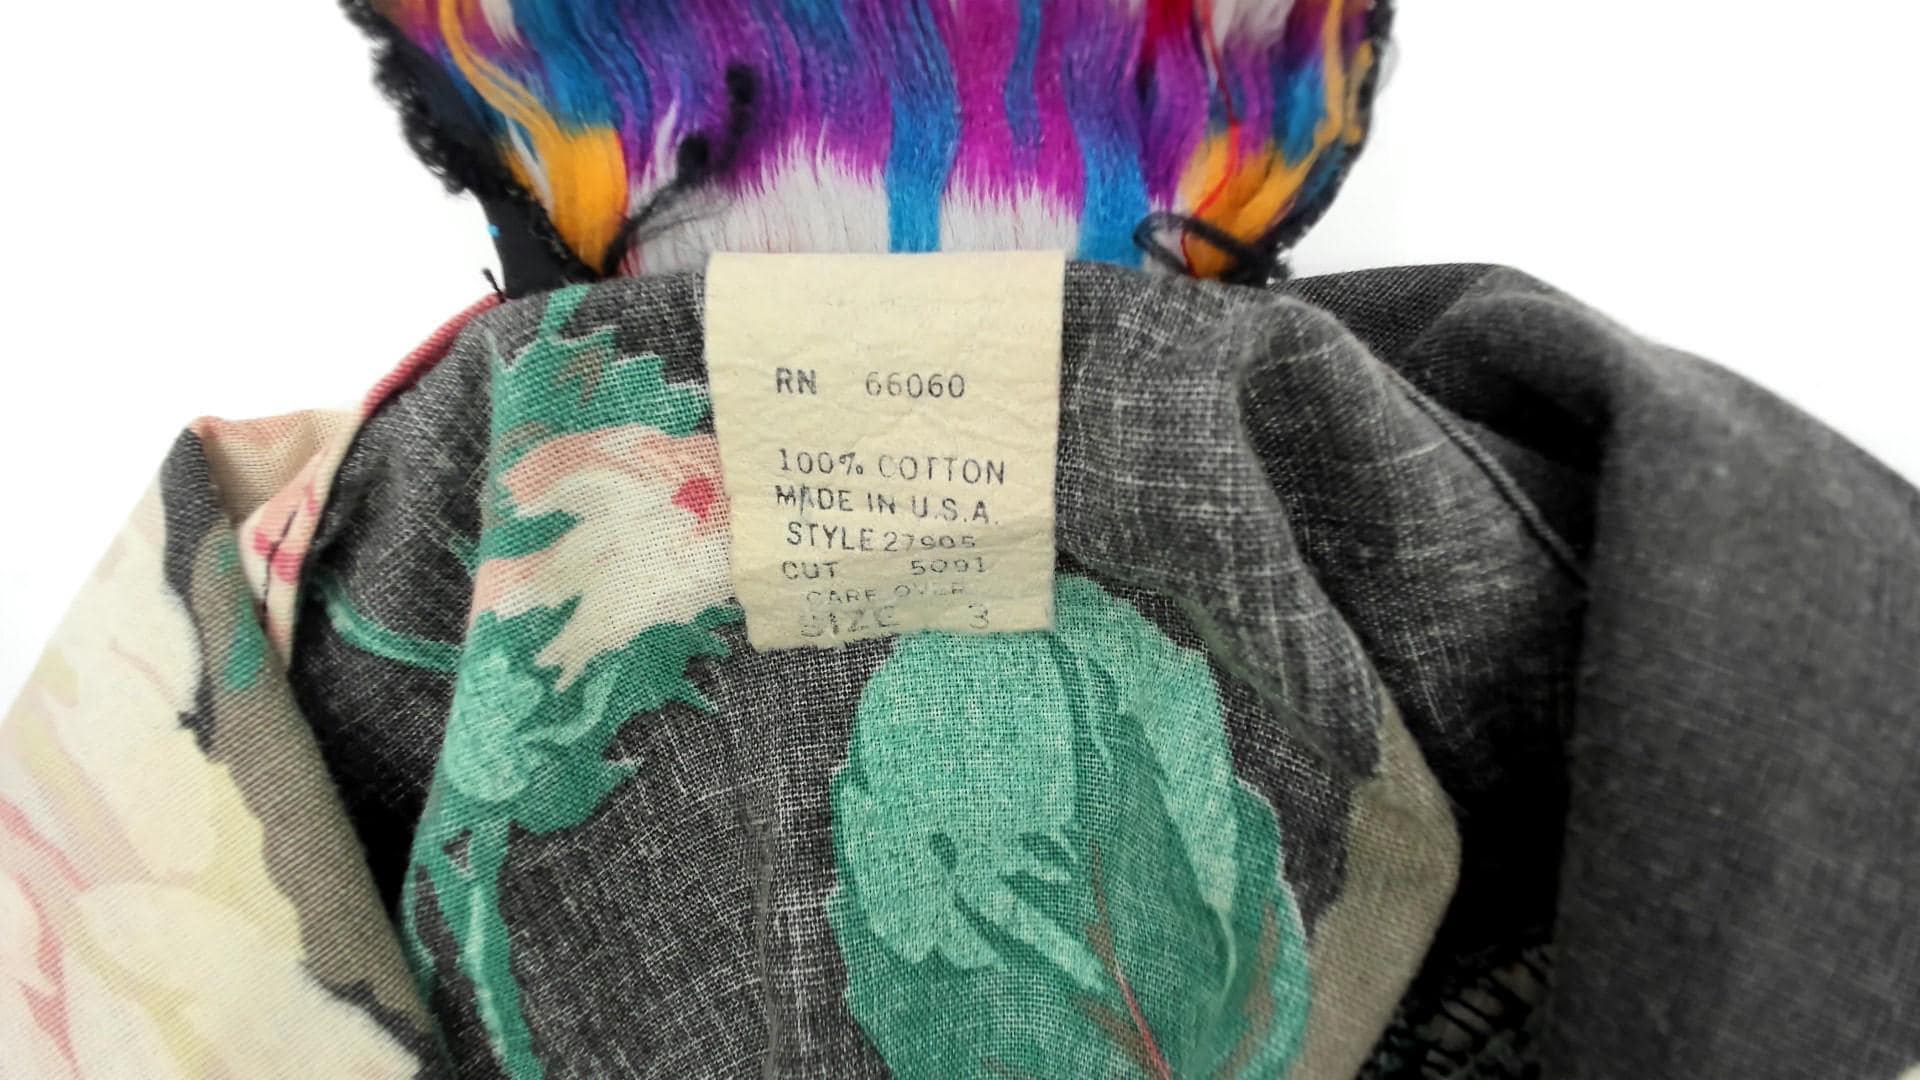 RN 66060
100% COTTON
MADE IN U.S.A.
STYLE 27905
CUT 5091
CARE OVER
SIZE 3